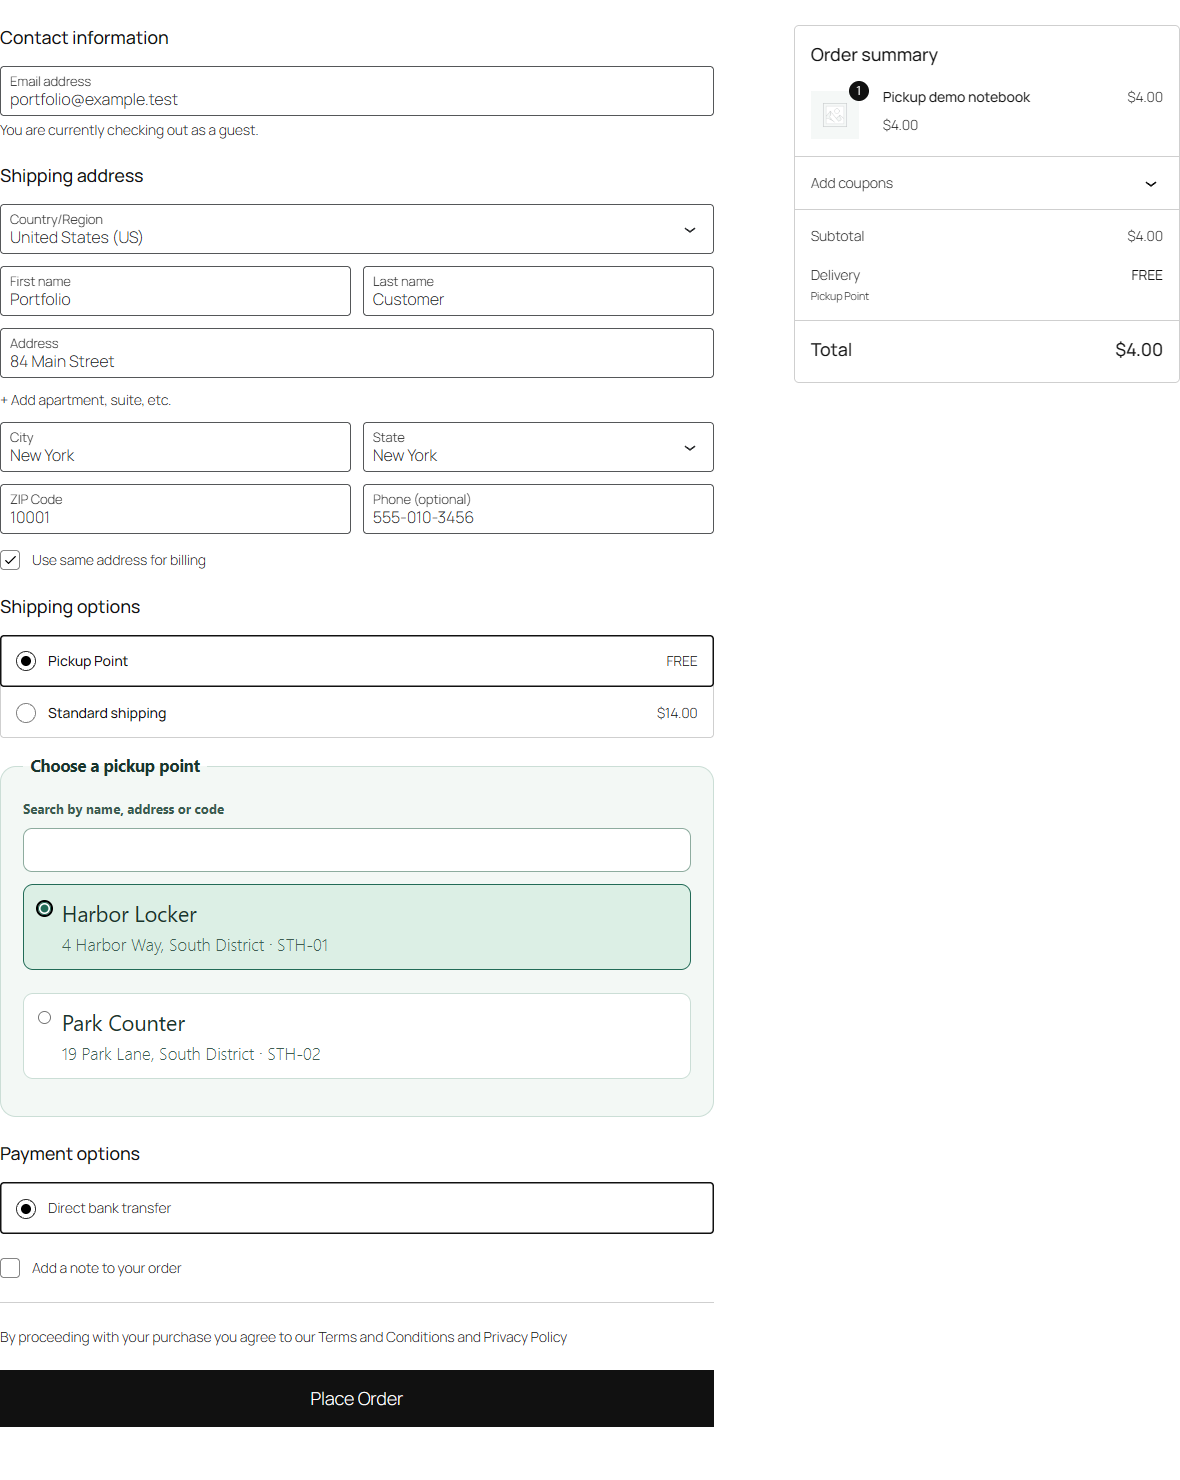 Contact information
Email address
portfolio@example.test
You are currently checking out as a guest.
Shipping address
Country/Region
United States (US)
First name
Portfolio
Last name
Customer
Address
84 Main Street
+ Add apartment, suite, etc.
City
New York
State
New York
ZIP Code
10001
Phone (optional)
555-010-3456
Use same address for billing
Shipping options
Pickup Point FREE
Standard shipping $14.00
Choose a pickup point
Search by name, address or code
Harbor Locker
4 Harbor Way, South District · STH-01
Park Counter
19 Park Lane, South District · STH-02
Payment options
Direct bank transfer
Add a note to your order
By proceeding with your purchase you agree to our Terms and Conditions and Privacy Policy
Place Order
Order summary
1
Pickup demo notebook $4.00
$4.00
Add coupons
Subtotal $4.00
Delivery FREE
Pickup Point
Total $4.00